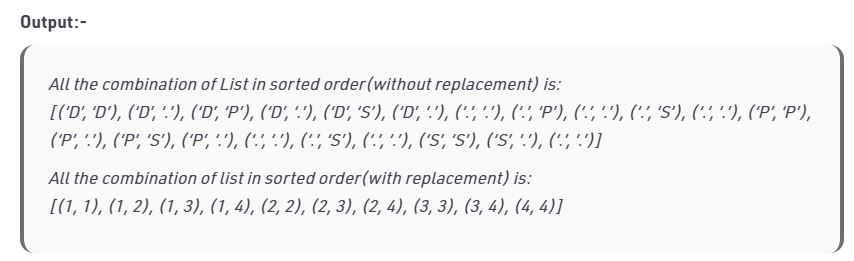 Output:-
All the combination of List in sorted order(without replacement) is:
[(‘D’, ‘D’), (‘D’, ‘.’), (‘D’, ‘P’), (‘D’, ‘.’), (‘D’, ‘S’), (‘D’, ‘.’), (‘.’, ‘.’), (‘.’, ‘P’), (‘.’, ‘.’), (‘.’, ‘S’), (‘.’, ‘.’), (‘P’, ‘P’),
(‘P’, ‘.’), (‘P’, ‘S’), (‘P’, ‘.’), (‘.’, ‘.’), (‘.’, ‘S’), (‘.’, ‘.’), (‘S’, ‘S’), (‘S’, ‘.’), (‘.’, ‘.’)]
All the combination of list in sorted order(with replacement) is:
[(1, 1), (1, 2), (1, 3), (1, 4), (2, 2), (2, 3), (2, 4), (3, 3), (3, 4), (4, 4)]